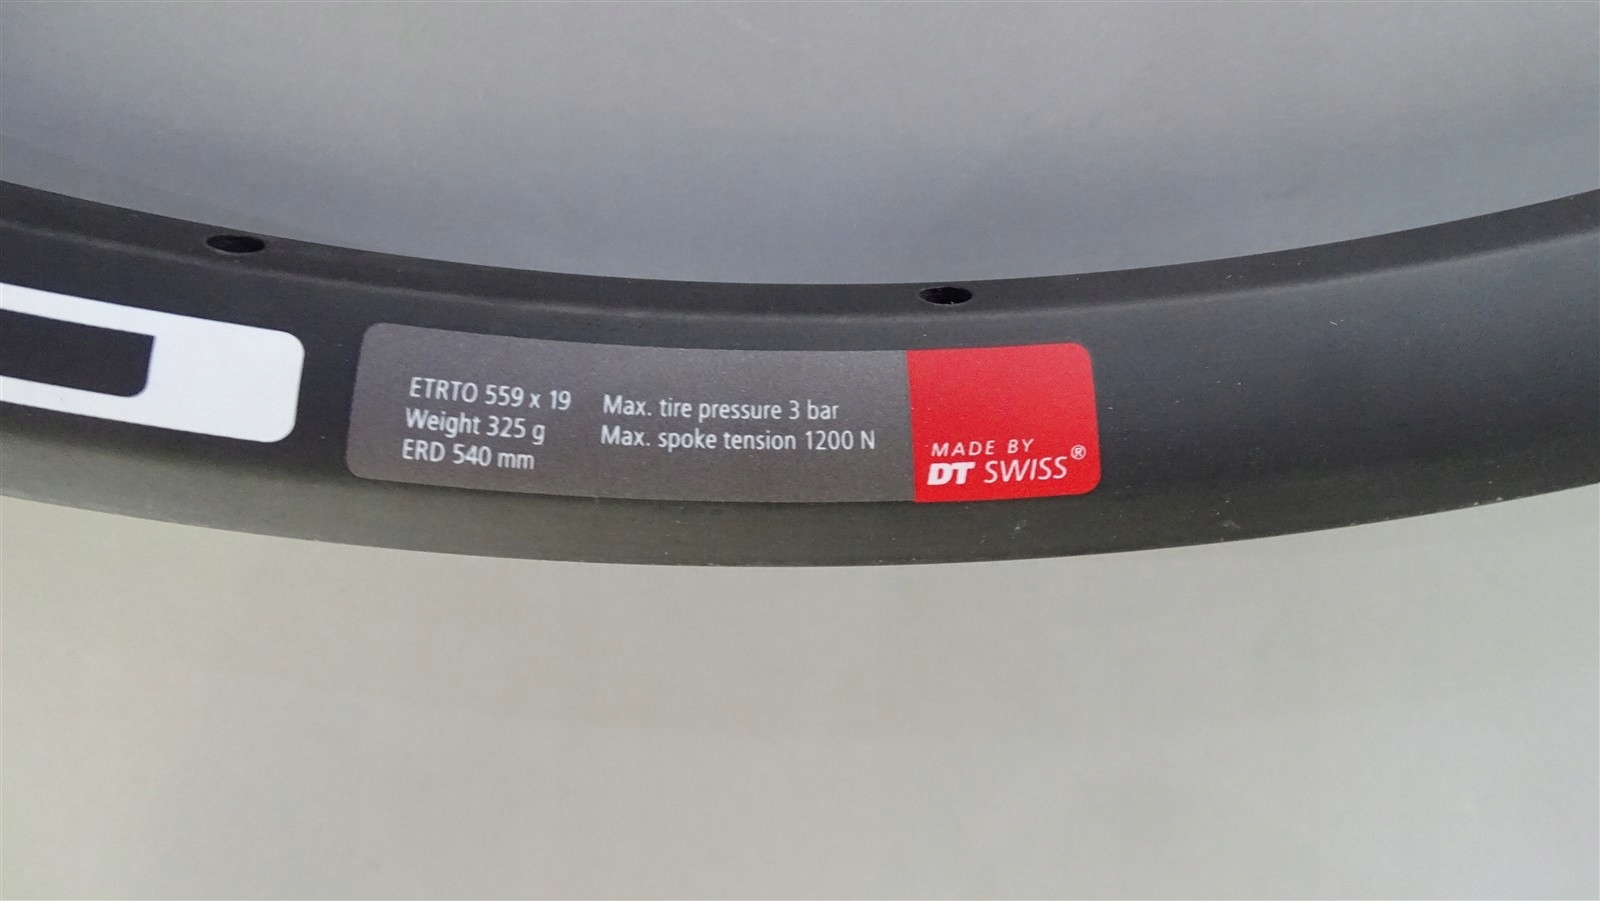 ETRTO 559 x 19
Weight 325 g
ERD 540 mm
Max. tire pressure 3 bar
Max. spoke tension 1200 N
MADE BY
DT SWISS®